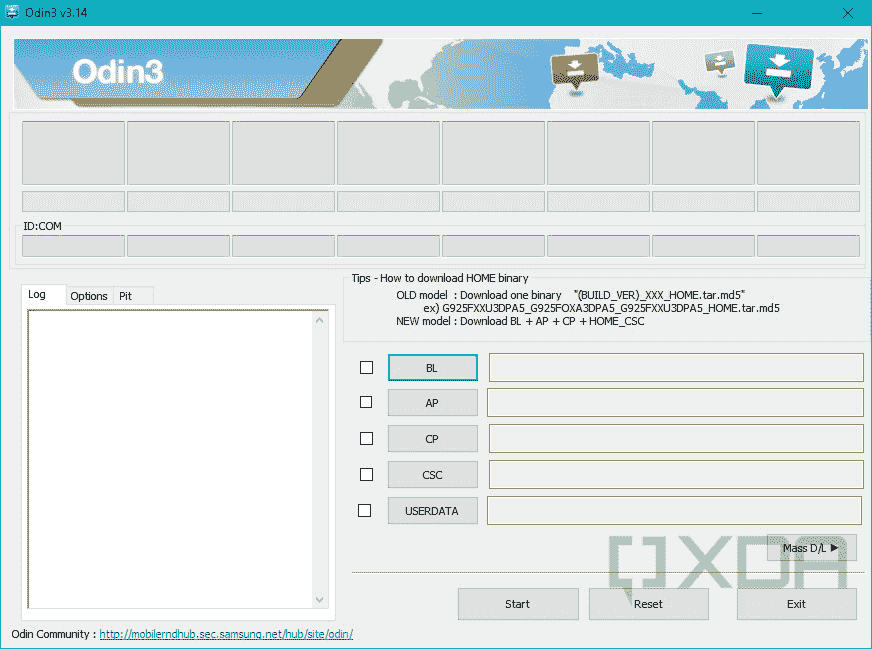 Odin3 v3.14
Odin3
ID:COM
Log Options Pit
Tips - How to download HOME binary
OLD model : Download one binary "(BUILD_VER)_XXX_HOME.tar.md5"
ex) G925FXXU3DPA5_G925FOXA3DPA5_G925FXXU3DPA5_HOME.tar.md5
NEW model : Download BL + AP + CP + HOME_CSC
BL
AP
CP
CSC
USERDATA
Mass D/L
XDA
Start Reset Exit
Odin Community : http://mobilerndhub.sec.samsung.net/hub/site/odin/